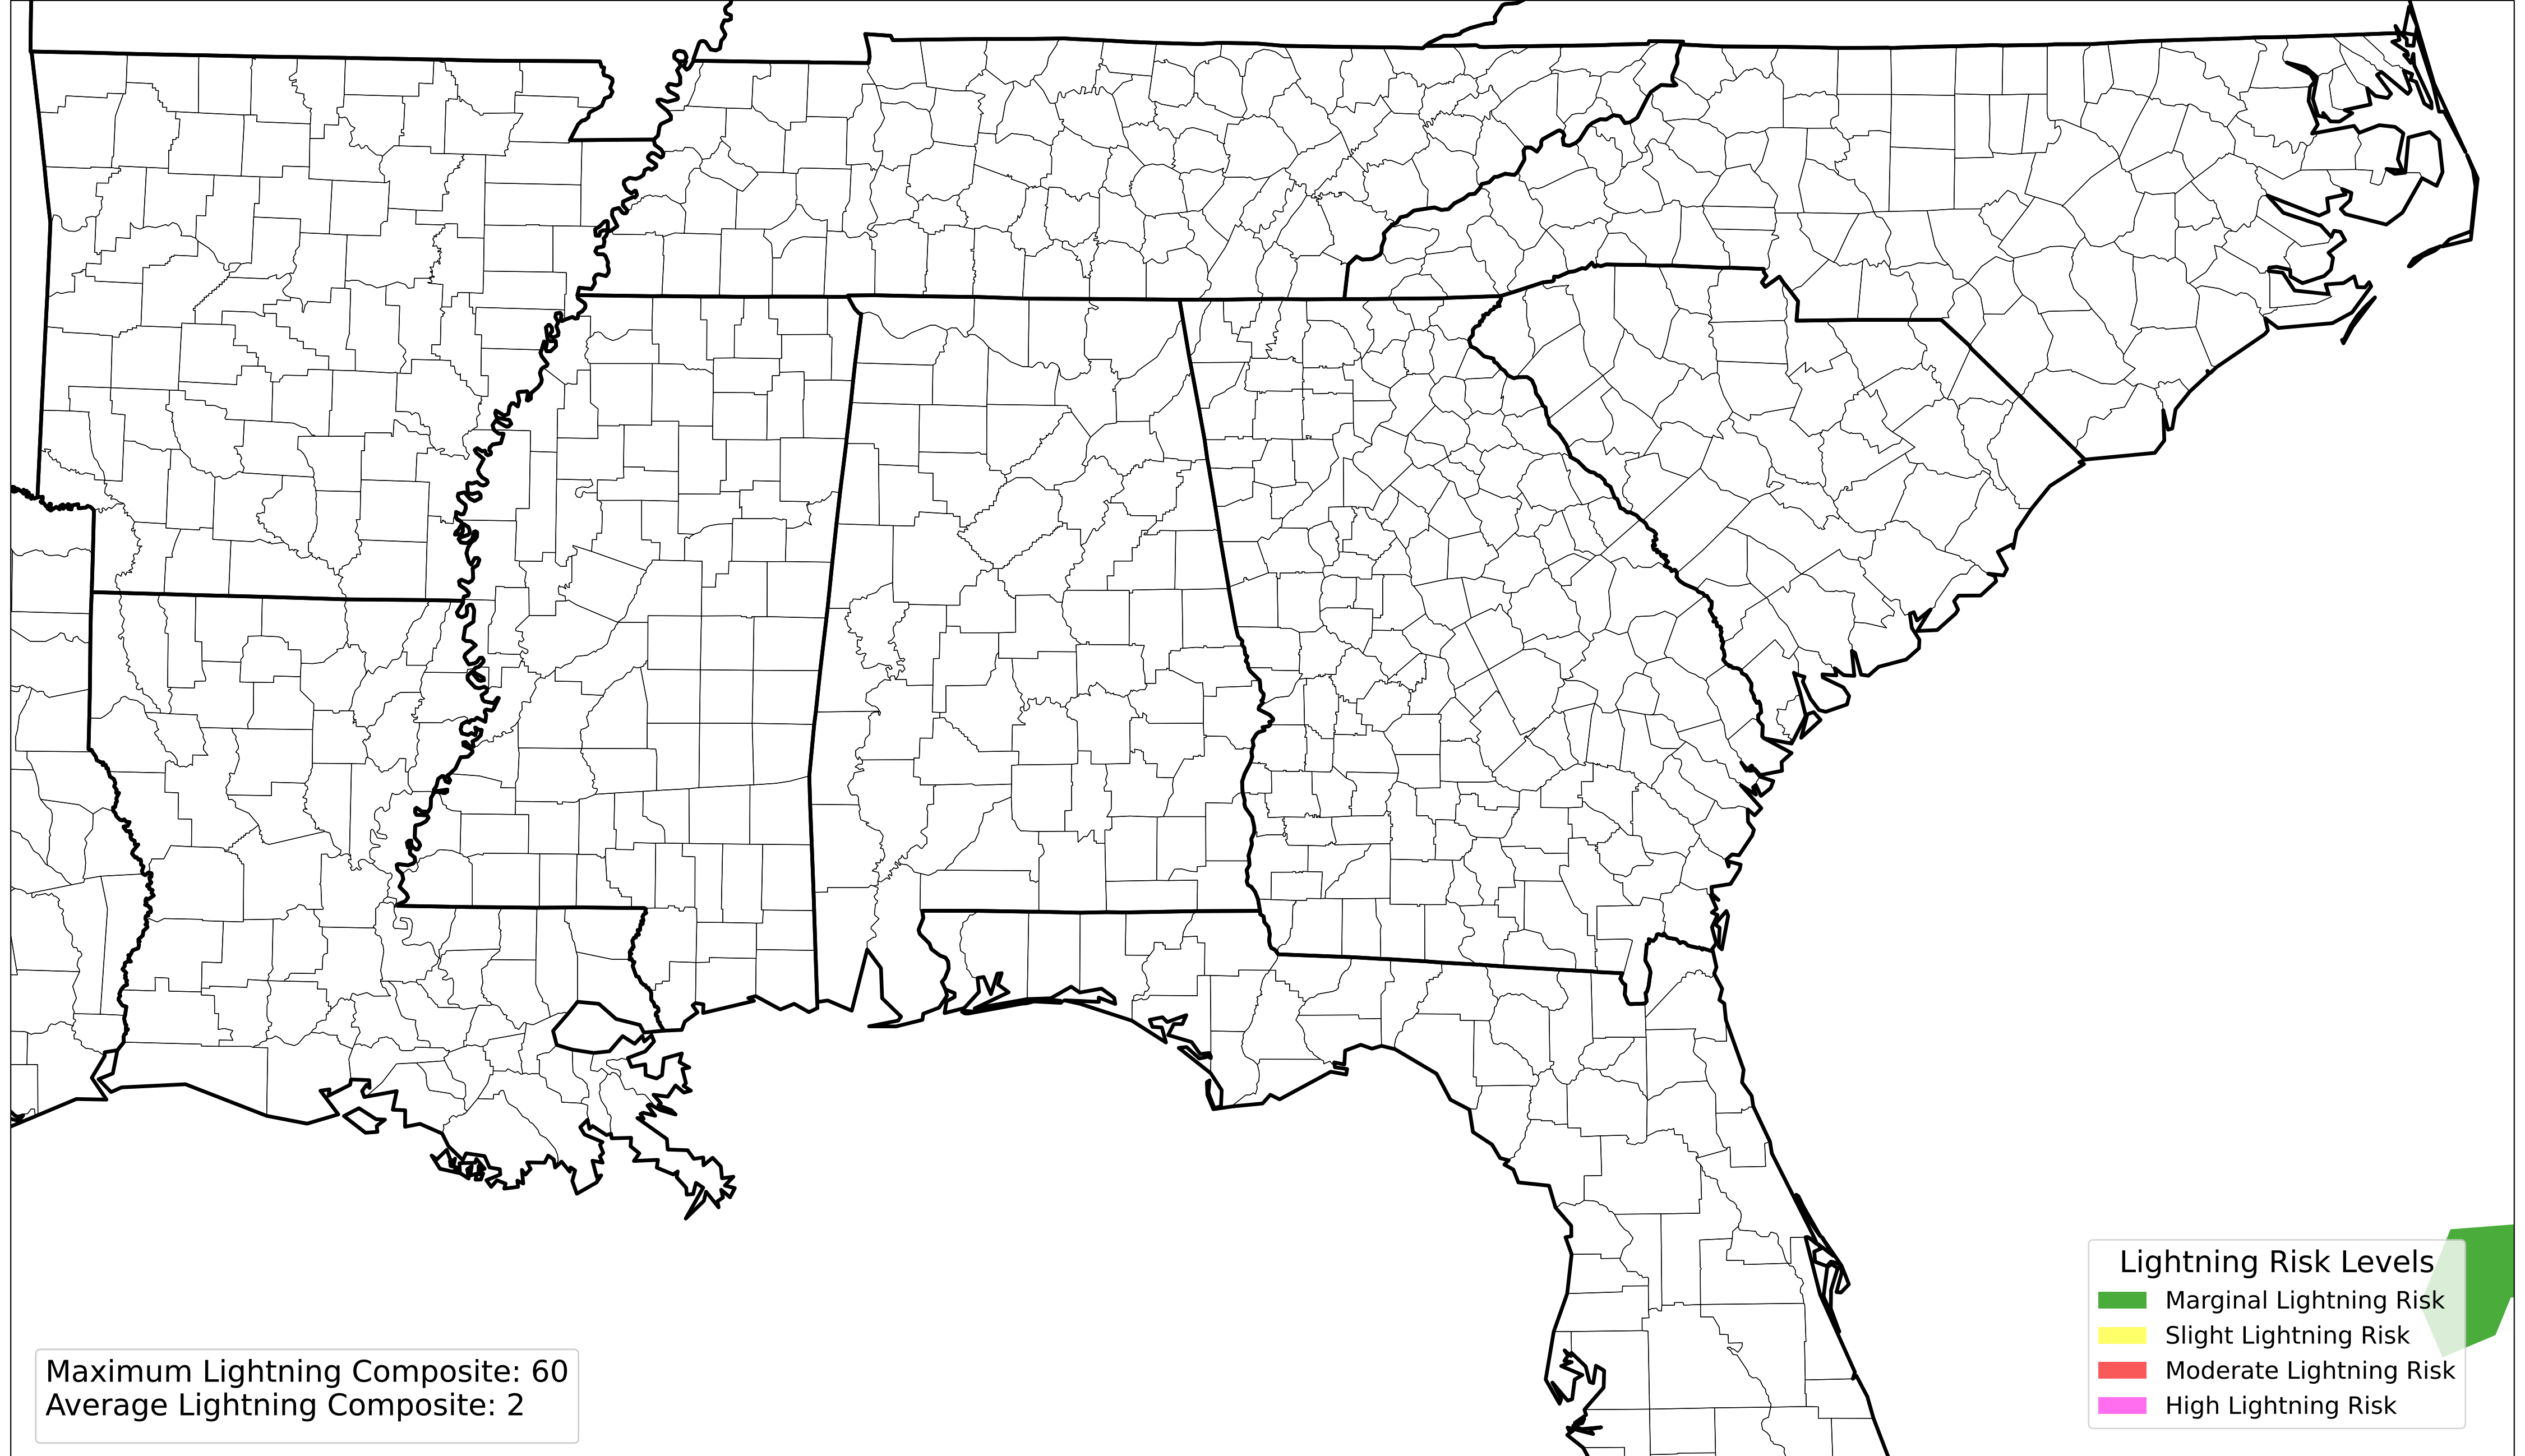 Lightning Risk Levels
Marginal Lightning Risk
Slight Lightning Risk
Moderate Lightning Risk
High Lightning Risk
Maximum Lightning Composite: 60
Average Lightning Composite: 2